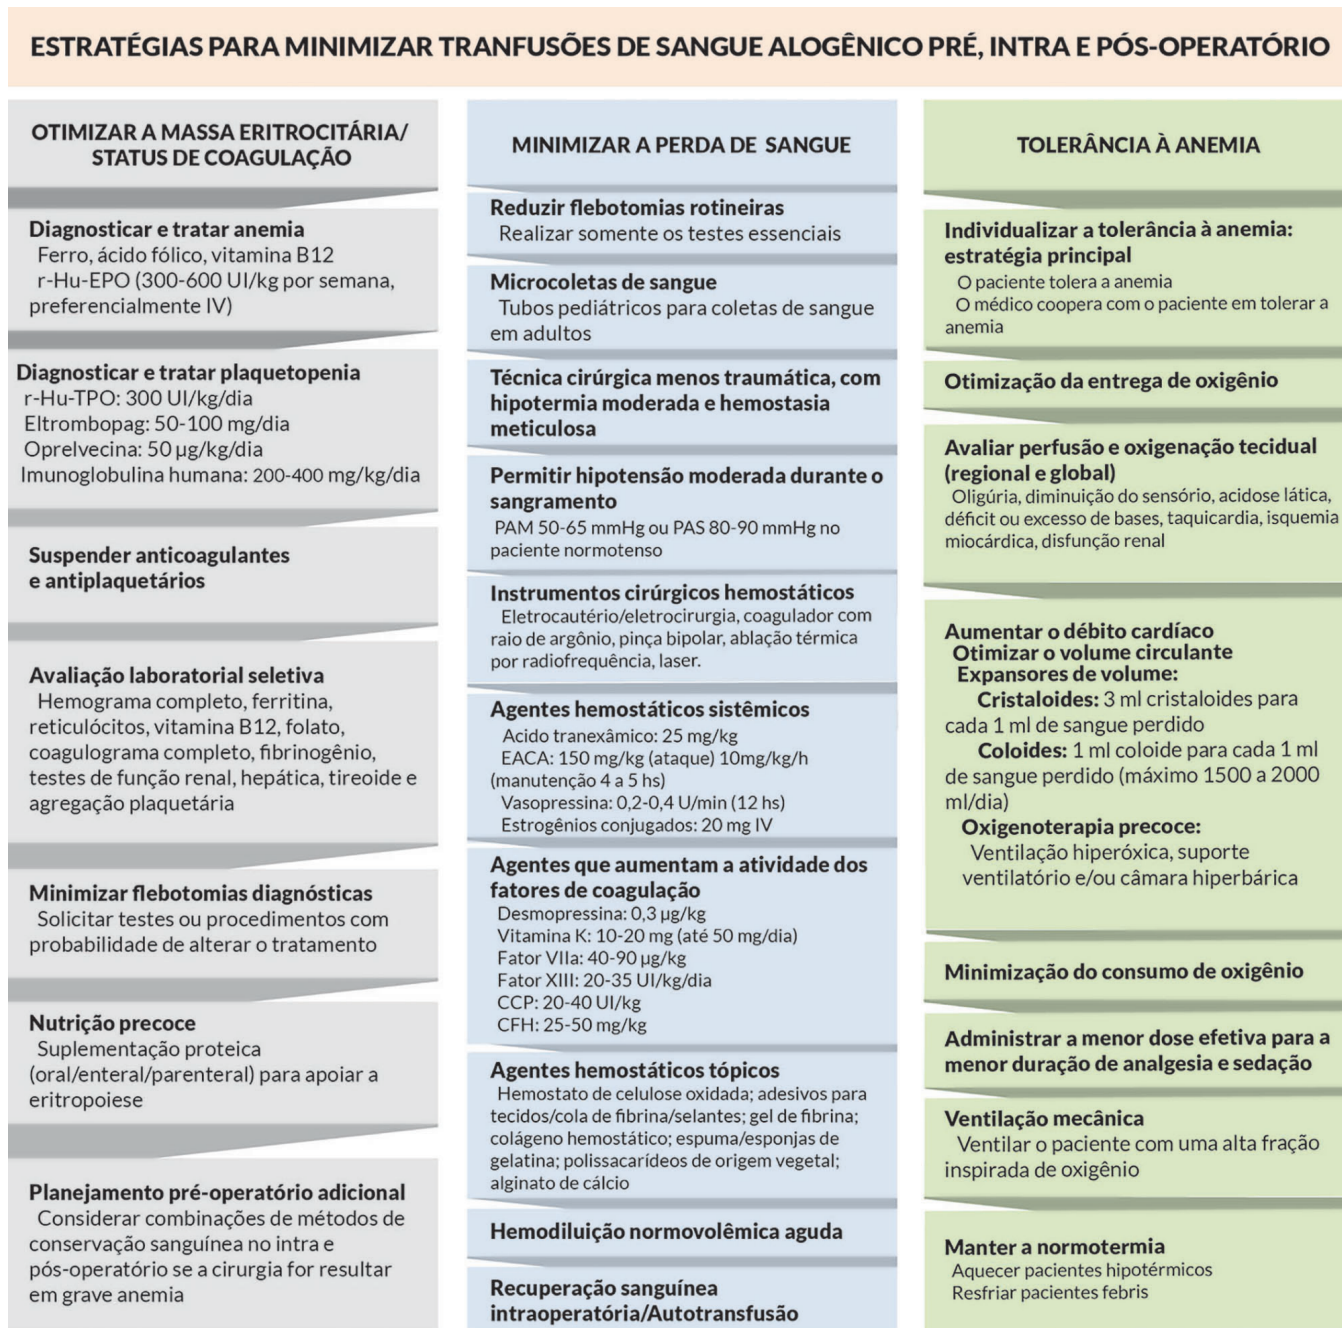 ESTRATÉGIAS PARA MINIMIZAR TRANFUSÕES DE SANGUE ALOGÊNICO PRÉ, INTRA E PÓS-OPERATÓRIO
OTIMIZAR A MASSA ERITROCITÁRIA/
STATUS DE COAGULAÇÃO
Diagnosticar e tratar anemia
Ferro, ácido fólico, vitamina B12
r-Hu-EPO (300-600 UI/kg por semana,
preferencialmente IV)
Diagnosticar e tratar plaquetopenia
r-Hu-TPO: 300 UI/kg/dia
Eltrombopag: 50-100 mg/dia
Oprelvecina: 50 µg/kg/dia
Imunoglobulina humana: 200-400 mg/kg/dia
Suspender anticoagulantes
e antiplaquetários
Avaliação laboratorial seletiva
Hemograma completo, ferritina,
reticulócitos, vitamina B12, folato,
coagulograma completo, fibrinogênio,
testes de função renal, hepática, tireoide e
agregação plaquetária
Minimizar flebotomias diagnósticas
Solicitar testes ou procedimentos com
probabilidade de alterar o tratamento
Nutrição precoce
Suplementação proteica
(oral/enteral/parenteral) para apoiar a
eritropoiese
Planejamento pré-operatório adicional
Considerar combinações de métodos de
conservação sanguínea no intra e
pós-operatório se a cirurgia for resultar
em grave anemia
MINIMIZAR A PERDA DE SANGUE
Reduzir flebotomias rotineiras
Realizar somente os testes essenciais
Microcoletas de sangue
Tubos pediátricos para coletas de sangue
em adultos
Técnica cirúrgica menos traumática, com
hipotermia moderada e hemostasia
meticulosa
Permitir hipotensão moderada durante o
sangramento
PAM 50-65 mmHg ou PAS 80-90 mmHg no
paciente normotenso
Instrumentos cirúrgicos hemostáticos
Eletrocautério/eletrocirurgia, coagulador com
raio de argônio, pinça bipolar, ablação térmica
por radiofrequência, laser.
Agentes hemostáticos sistêmicos
Acido tranexâmico: 25 mg/kg
EACA: 150 mg/kg (ataque) 10mg/kg/h
(manutenção 4 a 5 hs)
Vasopressina: 0,2-0,4 U/min (12 hs)
Estrogênios conjugados: 20 mg IV
Agentes que aumentam a atividade dos
fatores de coagulação
Desmopressina: 0,3 µg/kg
Vitamina K: 10-20 mg (até 50 mg/dia)
Fator VIIa: 40-90 µg/kg
Fator XIII: 20-35 UI/kg/dia
CCP: 20-40 UI/kg
CFH: 25-50 mg/kg
Agentes hemostáticos tópicos
Hemostato de celulose oxidada; adesivos para
tecidos/cola de fibrina/selantes; gel de fibrina;
colágeno hemostático; espuma/esponjas de
gelatina; polissacarídeos de origem vegetal;
alginato de cálcio
Hemodiluição normovolêmica aguda
Recuperação sanguínea
intraoperatória/Autotransfusão
TOLERÂNCIA À ANEMIA
Individualizar a tolerância à anemia:
estratégia principal
O paciente tolera a anemia
O médico coopera com o paciente em tolerar a
anemia
Otimização da entrega de oxigênio
Avaliar perfusão e oxigenação tecidual
(regional e global)
Oligúria, diminuição do sensório, acidose lática,
déficit ou excesso de bases, taquicardia, isquemia
miocárdica, disfunção renal
Aumentar o débito cardíaco
Otimizar o volume circulante
Expansores de volume:
Cristaloides: 3 ml cristaloides para
cada 1 ml de sangue perdido
Coloides: 1 ml coloide para cada 1 ml
de sangue perdido (máximo 1500 a 2000
ml/dia)
Oxigenoterapia precoce:
Ventilação hiperóxica, suporte
ventilatório e/ou câmara hiperbárica
Minimização do consumo de oxigênio
Administrar a menor dose efetiva para a
menor duração de analgesia e sedação
Ventilação mecânica
Ventilar o paciente com uma alta fração
inspirada de oxigênio
Manter a normotermia
Aquecer pacientes hipotérmicos
Resfriar pacientes febris